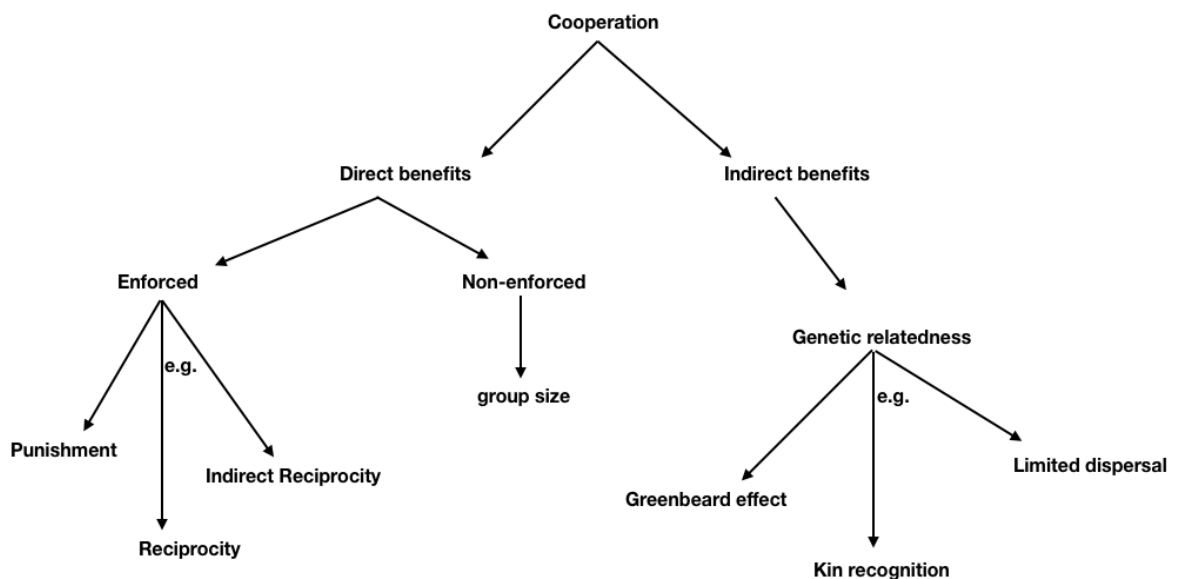 Cooperation
Direct benefits
Indirect benefits
Enforced
Non-enforced
Genetic relatedness
e.g.
e.g.
group size
Punishment
Indirect Reciprocity
Limited dispersal
Greenbeard effect
Reciprocity
Kin recognition